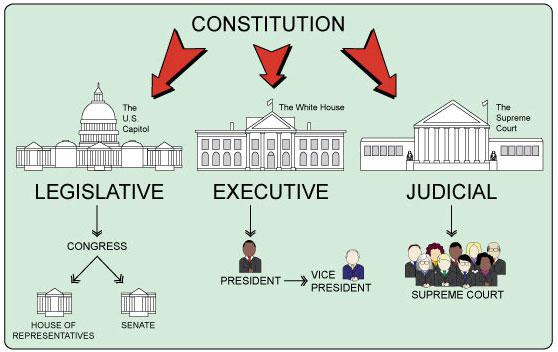 CONSTITUTION
The
U.S.
Capitol
The White House
The
Supreme
Court
LEGISLATIVE
EXECUTIVE
JUDICIAL
CONGRESS
PRESIDENT
VICE
PRESIDENT
SUPREME COURT
HOUSE OF
REPRESENTATIVES
SENATE